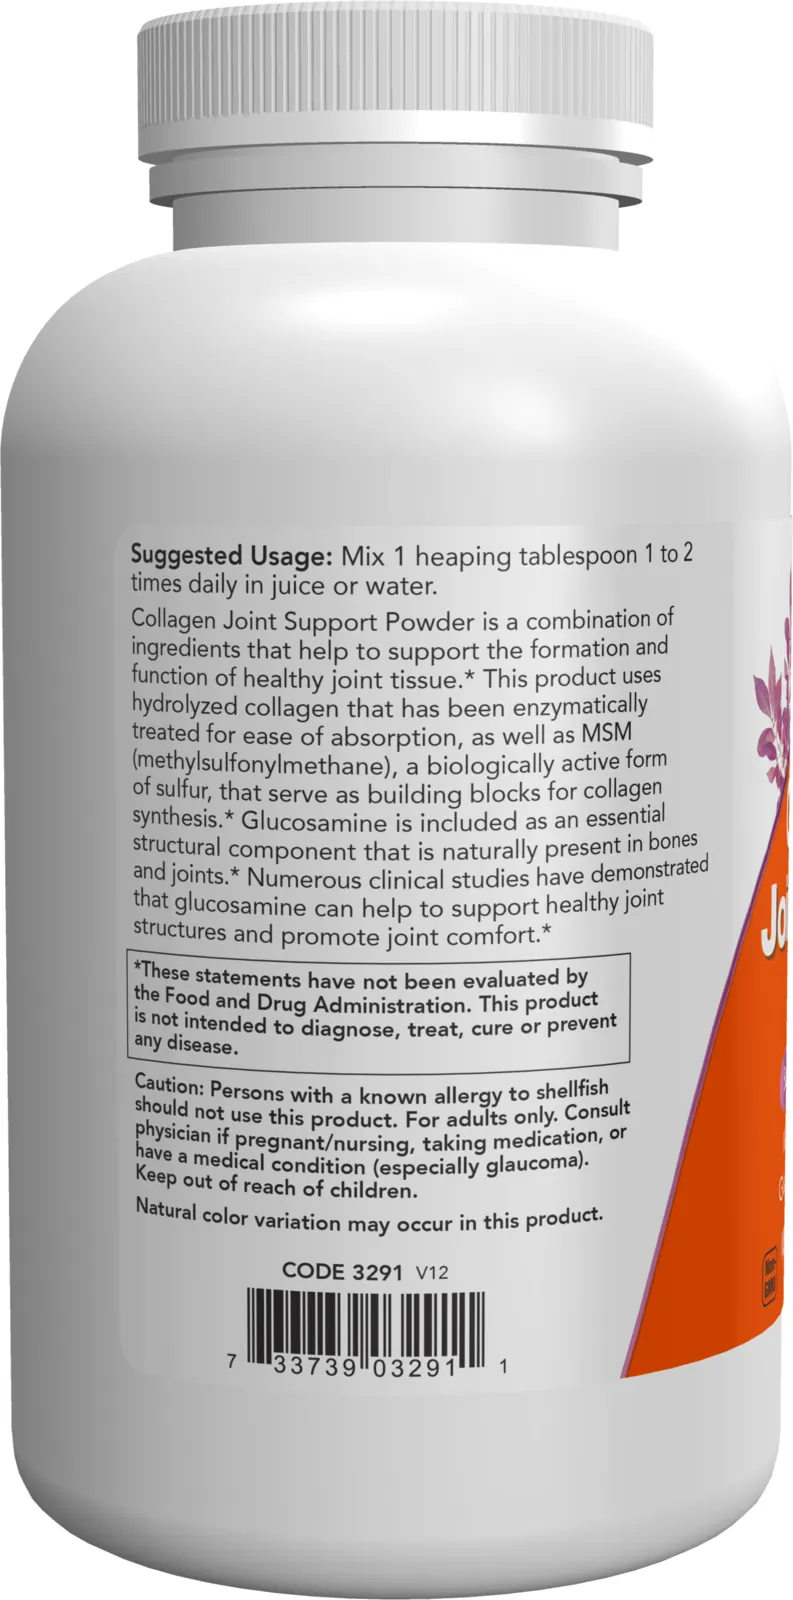 Suggested Usage: Mix 1 heaping tablespoon 1 to 2
times daily in juice or water.
Collagen Joint Support Powder is a combination of
ingredients that help to support the formation and
function of healthy joint tissue.* This product uses
hydrolyzed collagen that has been enzymatically
treated for ease of absorption, as well as MSM
(methylsulfonylmethane), a biologically active form
of sulfur, that serve as building blocks for collagen
synthesis.* Glucosamine is included as an essential
structural component that is naturally present in bones
and joints.* Numerous clinical studies have demonstrated
that glucosamine can help to support healthy joint
structures and promote joint comfort.*
*These statements have not been evaluated by
the Food and Drug Administration. This product
is not intended to diagnose, treat, cure or prevent
any disease.
Caution: Persons with a known allergy to shellfish
should not use this product. For adults only. Consult
physician if pregnant/nursing, taking medication, or
have a medical condition (especially glaucoma).
Keep out of reach of children.
Natural color variation may occur in this product.
CODE 3291 V12
7 33739 03291 1
Non-
GMO